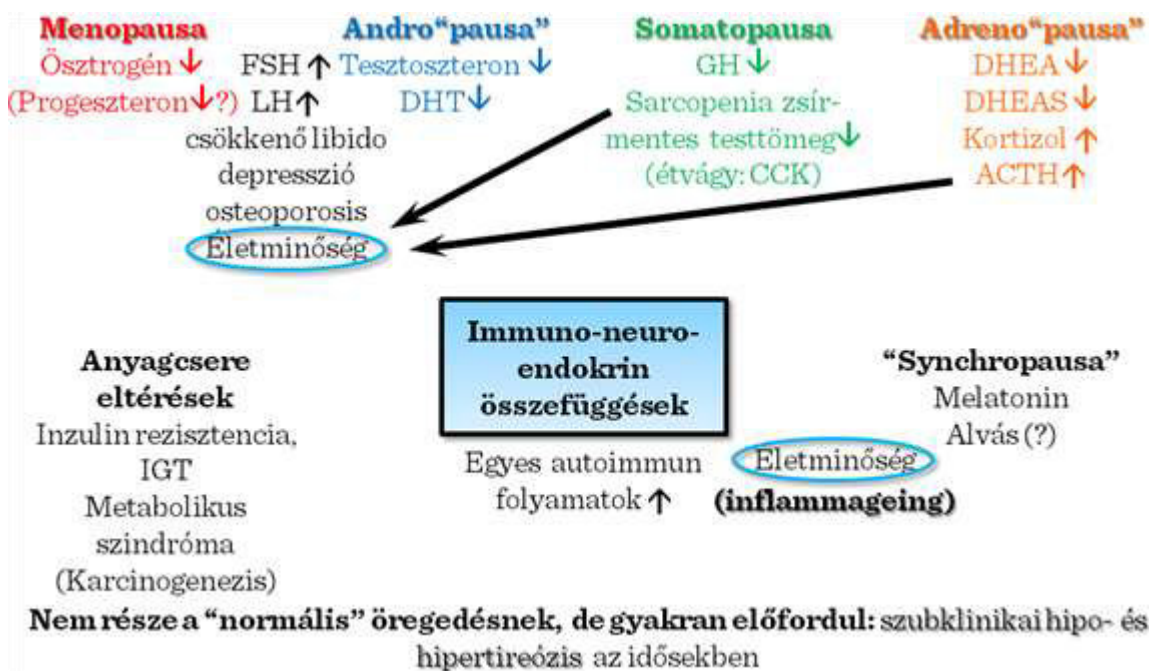 Menopausa
Ösztrogén ↓
(Progeszteron↓?)
FSH ↑
LH↑
Andro“pausa”
Tesztoszteron ↓
DHT ↓
csökkenő libido
depresszió
osteoporosis
Életminőség
Somatopausa
GH ↓
Sarcopenia zsír-
mentes testtömeg↓
(étvágy: CCK)
Adreno“pausa”
DHEA ↓
DHEAS ↓
Kortizol ↑
ACTH ↑
Anyagcsere
eltérések
Inzulin rezisztencia,
IGT
Metabolikus
szindróma
(Karcinogenezis)
Immuno-neuro-
endokrin
összefüggések
Egyes autoimmun
folyamatok ↑
Életminőség
(inflammageing)
“Synchropausa”
Melatonin
Alvás (?)
Nem része a “normális” öregedésnek, de gyakran előfordul: szubklinikai hipo- és
hipertireózis az idősekben